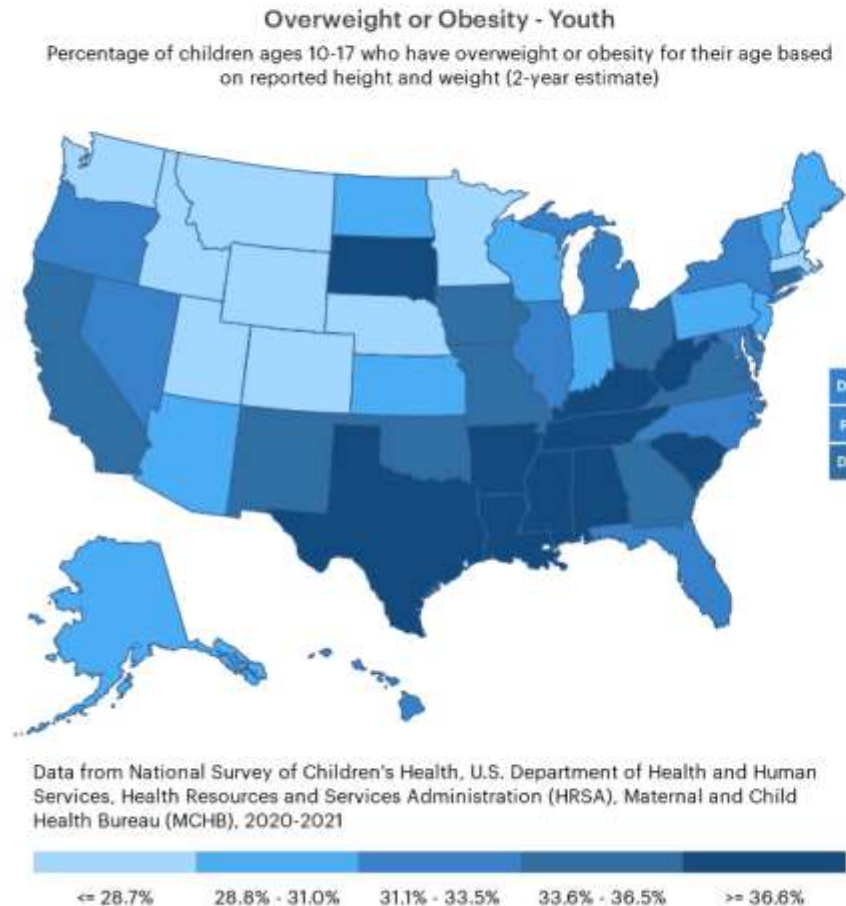 Overweight or Obesity - Youth
Percentage of children ages 10-17 who have overweight or obesity for their age based
on reported height and weight (2-year estimate)
D
F
D
Data from National Survey of Children's Health, U.S. Department of Health and Human
Services, Health Resources and Services Administration (HRSA), Maternal and Child
Health Bureau (MCHB), 2020-2021
<= 28.7% 28.8% - 31.0% 31.1% - 33.5% 33.6% - 36.5% >= 36.6%